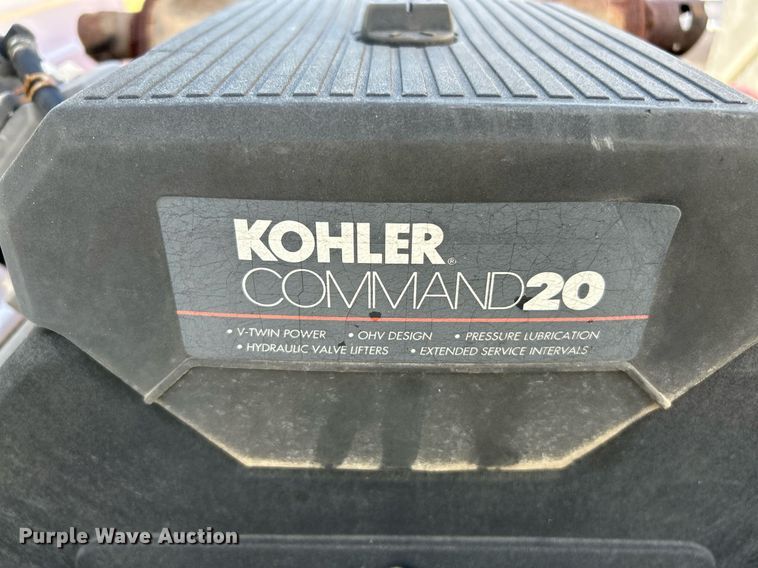 KOHLER®
COMMAND20
• V-TWIN POWER • OHV DESIGN • PRESSURE LUBRICATION
• HYDRAULIC VALVE LIFTERS • EXTENDED SERVICE INTERVALS
Purple Wave Auction